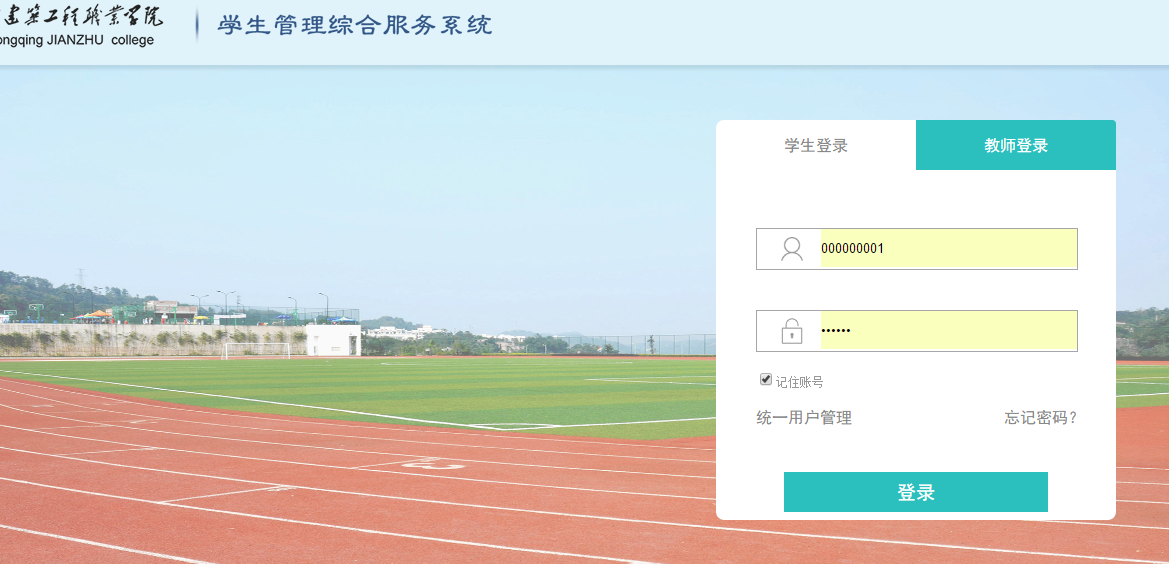 建筑工程职业学院
ongqing JIANZHU college
学生管理综合服务系统
学生登录
教师登录
000000001
••••••
记住账号
统一用户管理
忘记密码?
登录